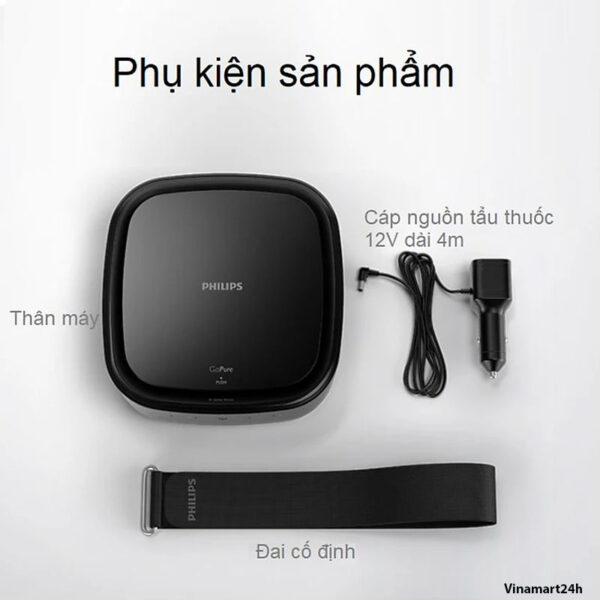 Phụ kiện sản phẩm
Cáp nguồn tẩu thuốc
12V dài 4m
PHILIPS
Thân máy
GoPure
PUSH
PHILIPS
Đai cố định
Vinamart24h